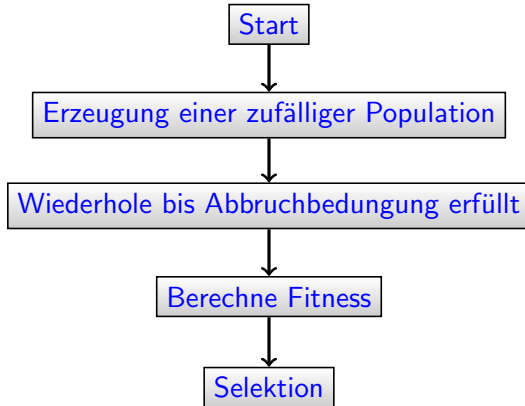 Start
Erzeugung einer zufälliger Population
Wiederhole bis Abbruchbedungung erfüllt
Berechne Fitness
Selektion